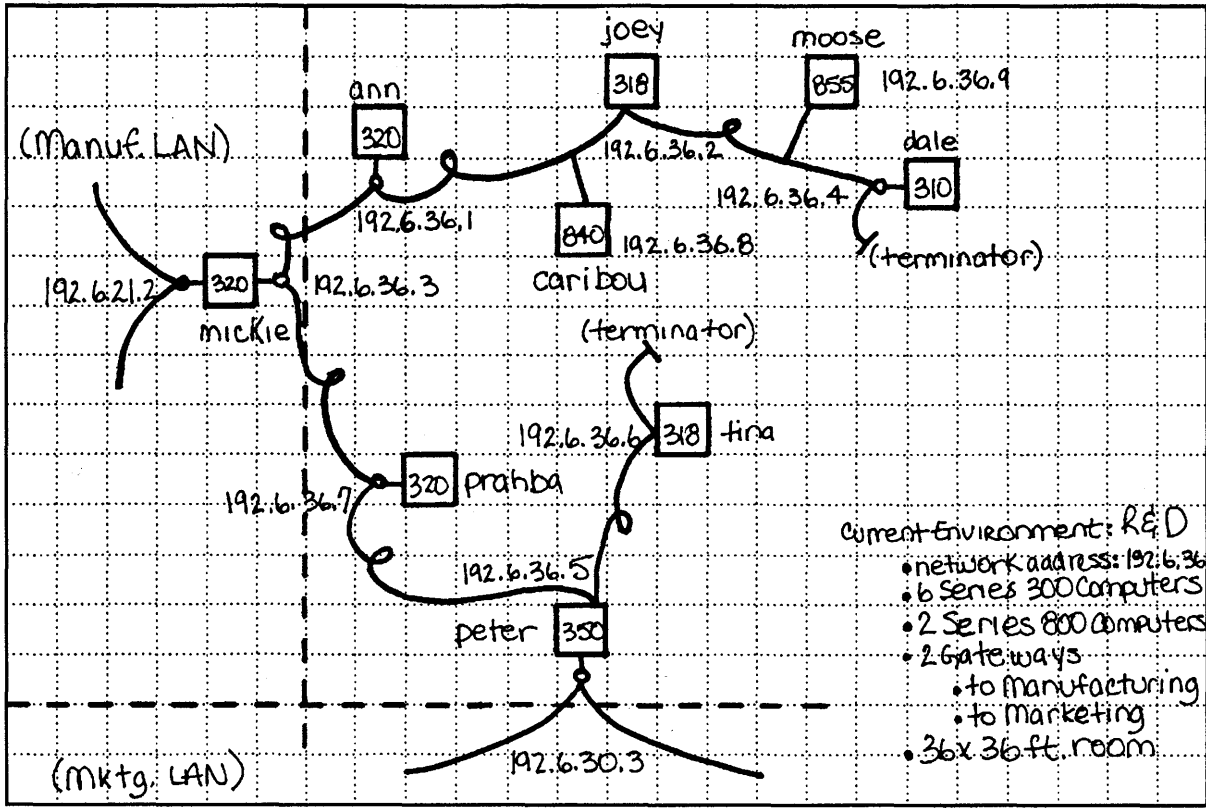 joey
moose
318
855
192.6.36.9
ann
320
(Manuf. LAN)
192.6.36.2
dale
310
192.6.36.4
192.6.36.1
840
192.6.36.8
caribou
(terminator)
192.6.21.2
320
192.6.36.3
mickie
(terminator)
192.6.36.6
318
tina
320
prahba
192.6.36.7
192.6.36.5
peter
350
Current Environment: R&D
• network address: 192.6.36
• 6 Series 300 Computers
• 2 Series 800 Computers
• 2 Gateways
• to Manufacturing
• to Marketing
• 36x36 ft. room
192.6.30.3
(Mktg. LAN)